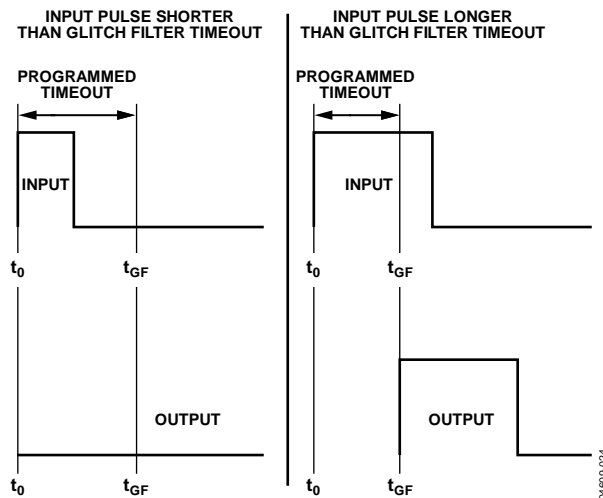 INPUT PULSE SHORTER
THAN GLITCH FILTER TIMEOUT
PROGRAMMED
TIMEOUT
INPUT
t0
tGF
OUTPUT
t0
tGF
INPUT PULSE LONGER
THAN GLITCH FILTER TIMEOUT
PROGRAMMED
TIMEOUT
INPUT
t0
tGF
OUTPUT
t0
tGF